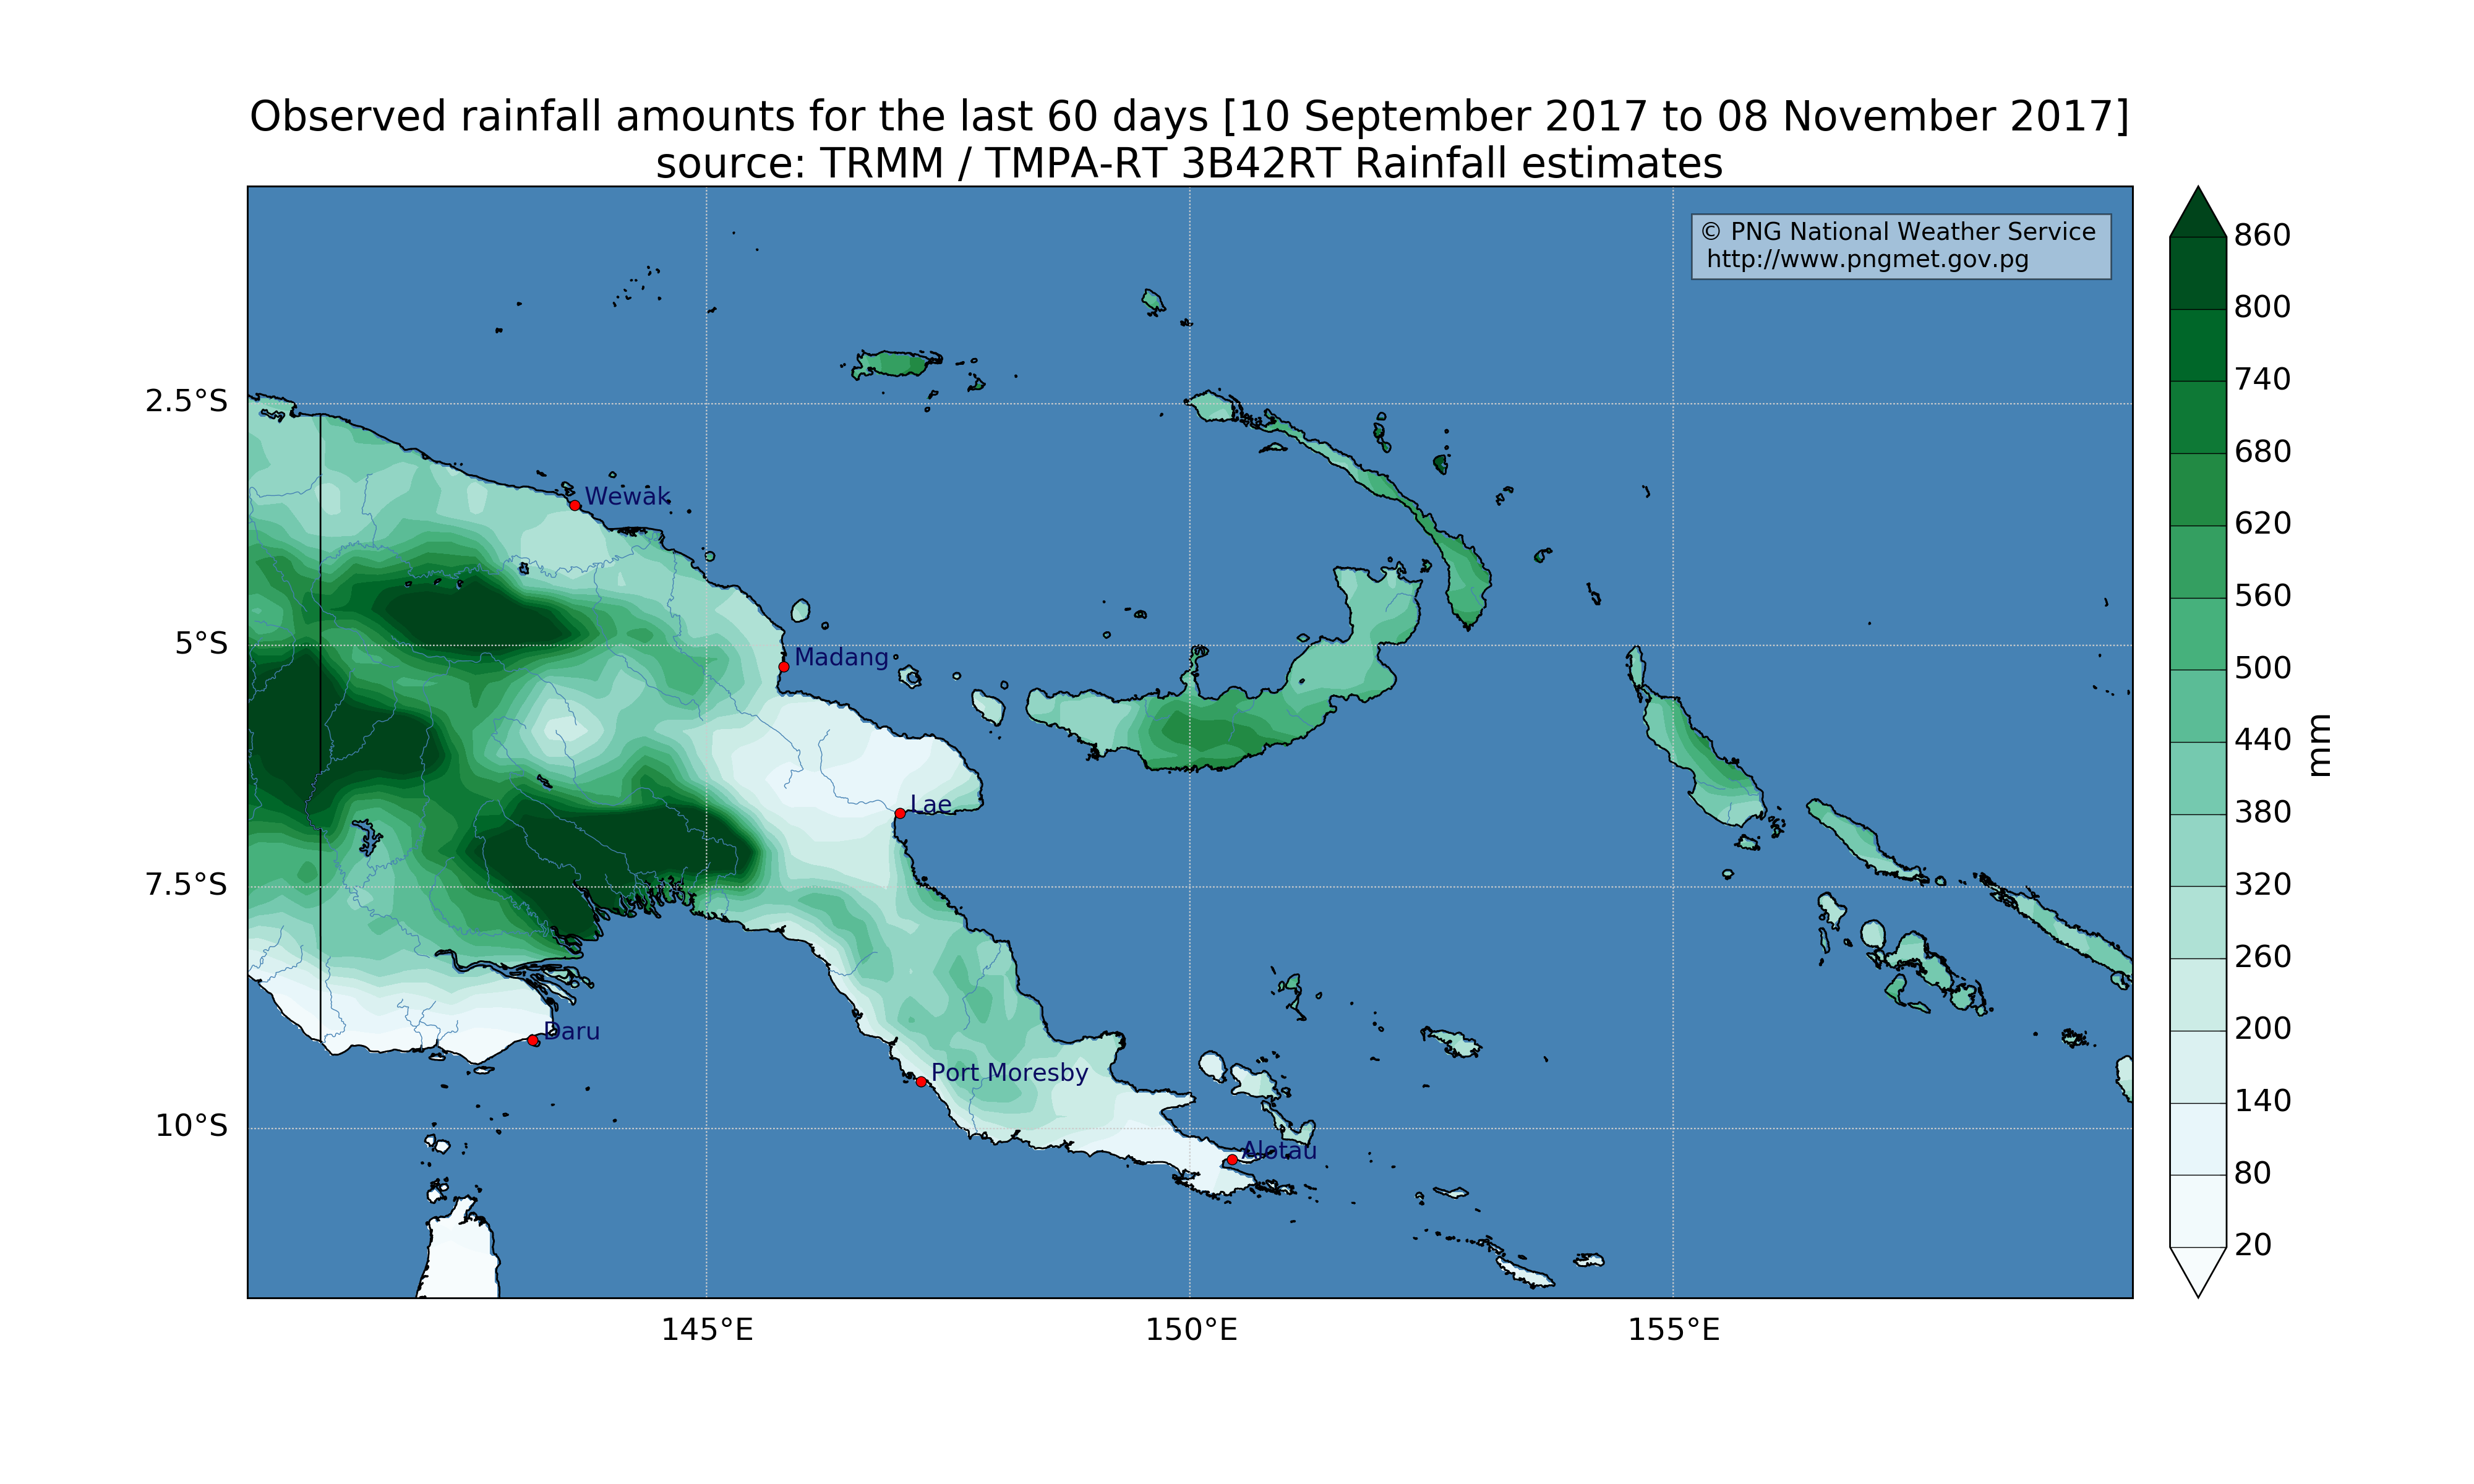 Observed rainfall amounts for the last 60 days [10 September 2017 to 08 November 2017]
source: TRMM / TMPA-RT 3B42RT Rainfall estimates
© PNG National Weather Service
http://www.pngmet.gov.pg
860
800
740
680
620
560
500
440
380
320
260
200
140
80
20
mm
2.5°S
5°S
7.5°S
10°S
Wewak
Madang
Lae
Daru
Port Moresby
Alotau
145°E
150°E
155°E